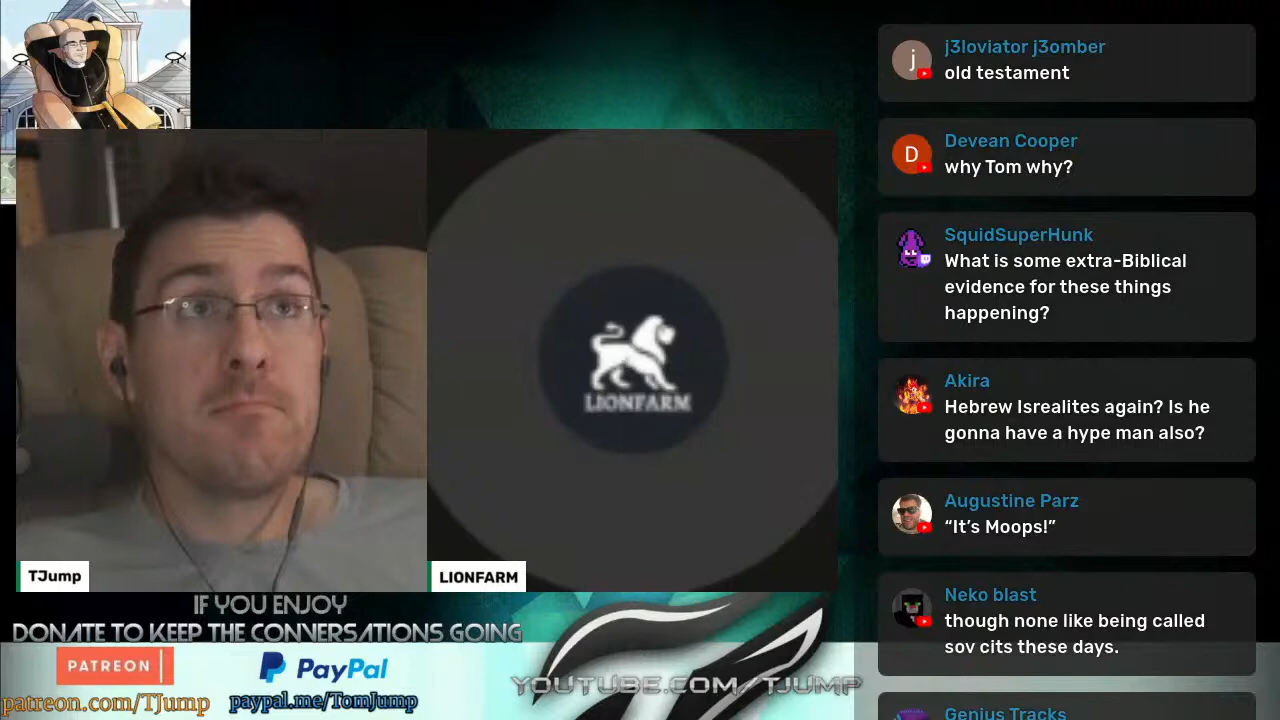 j3loviator j3omber
old testament
Devean Cooper
why Tom why?
SquidSuperHunk
What is some extra-Biblical
evidence for these things
happening?
Akira
Hebrew Isrealites again? Is he
gonna have a hype man also?
Augustine Parz
“It’s Moops!”
Neko blast
though none like being called
sov cits these days.
Genius Tracks
j
D
LIONFARM
TJump
LIONFARM
IF YOU ENJOY
DONATE TO KEEP THE CONVERSATIONS GOING
PATREON
PayPal
patreon.com/TJump
paypal.me/TomJump
YOUTUBE.COM/TJUMP